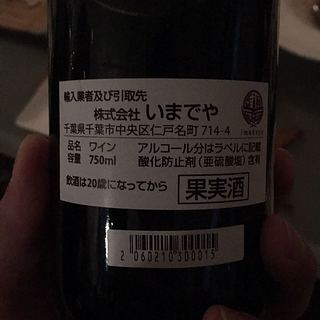 輸入業者及び引取先
株式会社 いまでや
千葉県千葉市中央区仁戸名町 714-4
品名 ワイン アルコール分はラベルに記載
容量 750ml 酸化防止剤(亜硫酸塩)含有
飲酒は20歳になってから 果実酒
imadeya
2 060210 300015